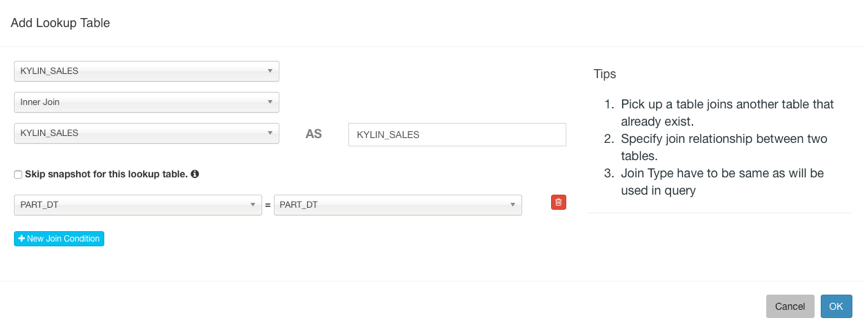 Add Lookup Table
KYLIN_SALES
Inner Join
KYLIN_SALES
AS
KYLIN_SALES
Skip snapshot for this lookup table.
PART_DT
=
PART_DT
+ New Join Condition
Tips
1. Pick up a table joins another table that
already exist.
2. Specify join relationship between two
tables.
3. Join Type have to be same as will be
used in query
Cancel
OK